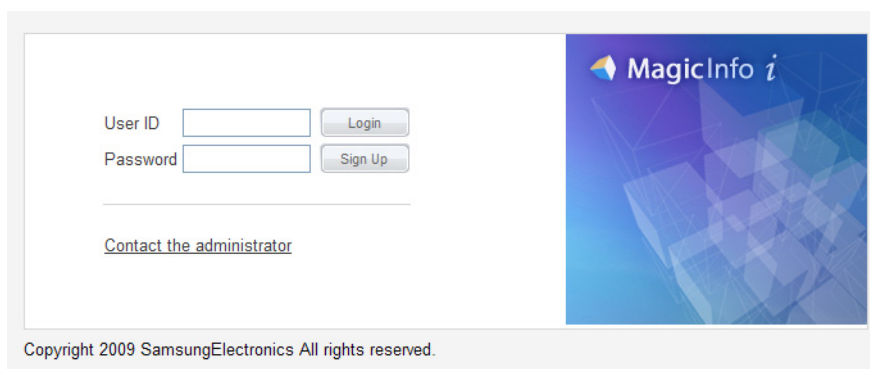 MagicInfo i
User ID
Login
Password
Sign Up
Contact the administrator
Copyright 2009 SamsungElectronics All rights reserved.